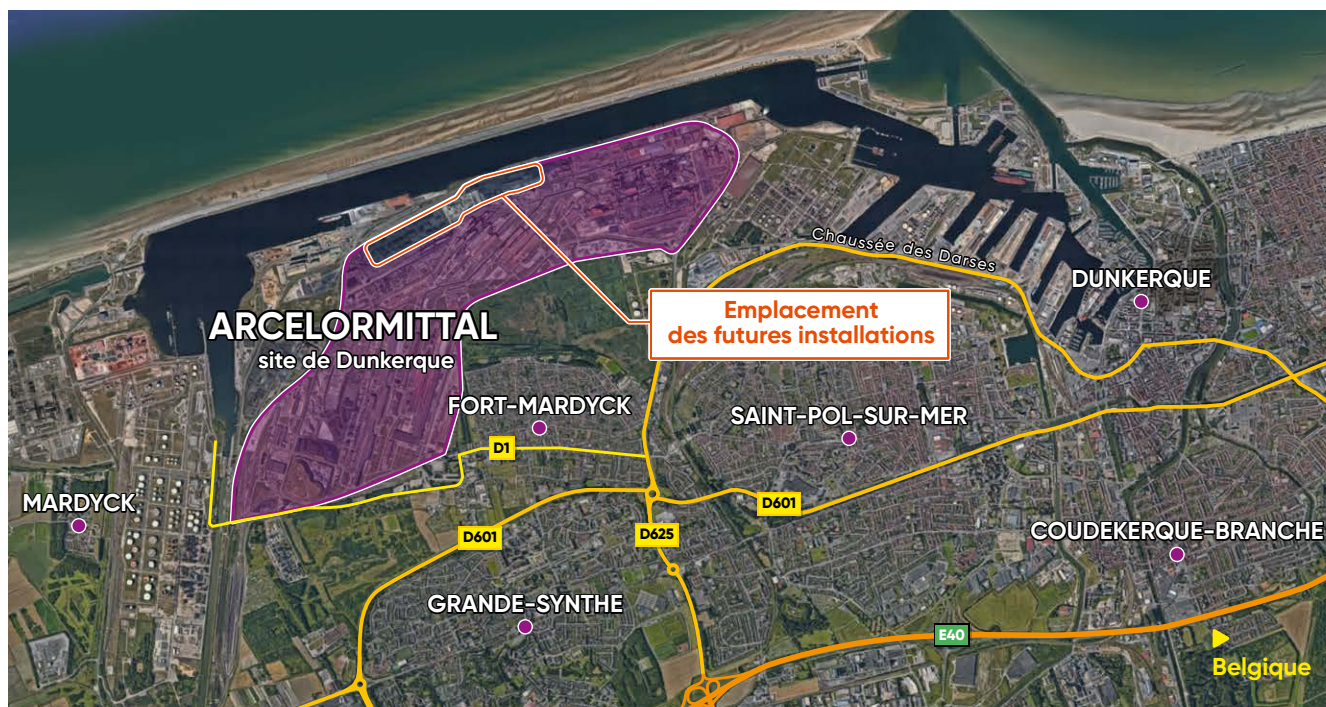 Chaussée des Darses
DUNKERQUE
Emplacement
des futures installations
ARCELORMITTAL
site de Dunkerque
FORT-MARDYCK
SAINT-POL-SUR-MER
D1
MARDYCK
D601
D601
D625
COUDEKERQUE-BRANCHE
GRANDE-SYNTHE
E40
Belgique